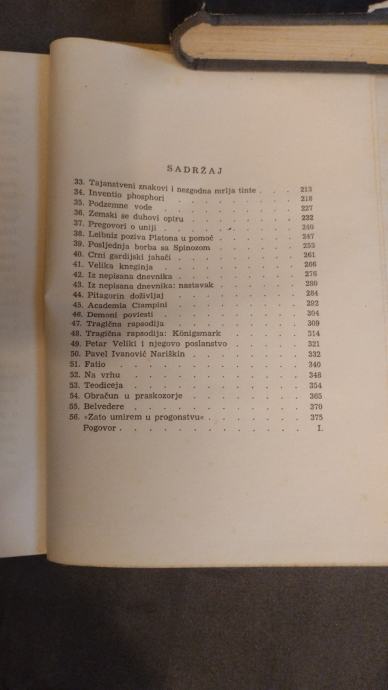 SADRŽAJ
33. Tajanstveni znakovi i nezgodna mrlja tinte . . . 213
34. Inventio phosphori . . . . . . . . 218
35. Podzemne vode . . . . . . . . 227
36. Zemski se duhovi opiru . . . . . . . 232
37. Pregovori o uniji . . . . . . . . 240
38. Leibniz poziva Platona u pomoć . . . . . 247
39. Posljednja borba sa Spinozom . . . . . 253
40. Crni gardijski jahači . . . . . . . 261
41. Velika kneginja . . . . . . . . 266
42. Iz nepisana dnevnika . . . . . . . 276
43. Iz nepisana dnevnika: nastavak . . . . . 280
44. Pitagorin doživljaj . . . . . . . 284
45. Academia Ciampini . . . . . . . 292
46. Demoni poviesti . . . . . . . . 304
47. Tragična rapsodija . . . . . . . 309
48. Tragična rapsodija: Königsmark . . . . . 314
49. Petar Veliki i njegovo poslanstvo . . . . 321
50. Pavel Ivanović Nariškin . . . . . . 332
51. Fatio . . . . . . . . . . 340
52. Na vrhu . . . . . . . . . 348
53. Teodiceja . . . . . . . . . 354
54. Obračun u praskozorje . . . . . . 365
55. Belvedere . . . . . . . . . 370
56. »Zato umirem u progonstvu« . . . . . 375
Pogovor . . . . . . . . . . I.